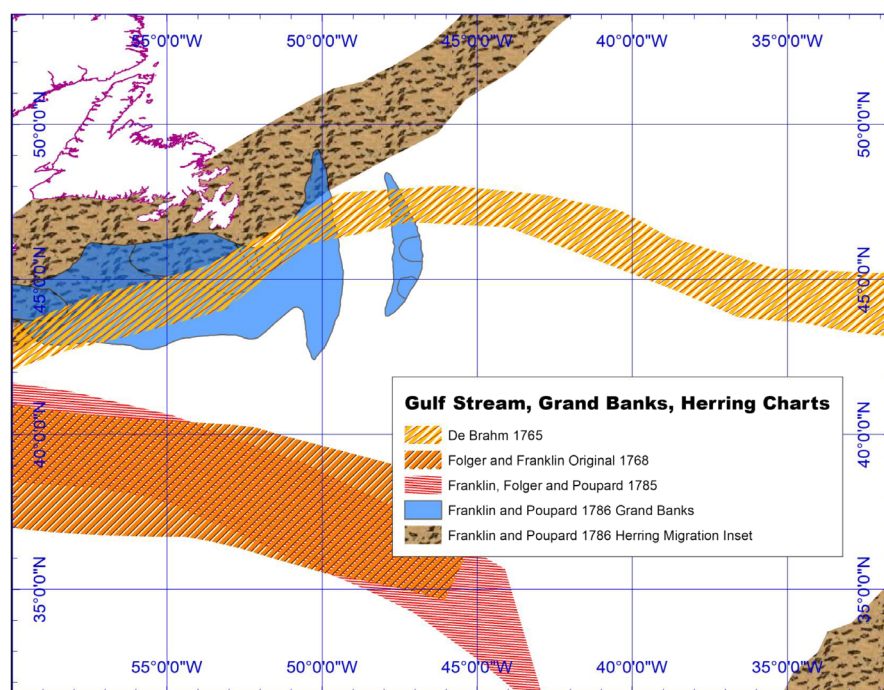 55°0'0"W
50°0'0"W
45°0'0"W
40°0'0"W
35°0'0"W
50°0'0"N
50°0'0"N
45°0'0"N
45°0'0"N
Gulf Stream, Grand Banks, Herring Charts
De Brahm 1765
Folger and Franklin Original 1768
Franklin, Folger and Poupard 1785
Franklin and Poupard 1786 Grand Banks
Franklin and Poupard 1786 Herring Migration Inset
40°0'0"N
40°0'0"N
35°0'0"N
35°0'0"N
55°0'0"W
50°0'0"W
45°0'0"W
40°0'0"W
35°0'0"W